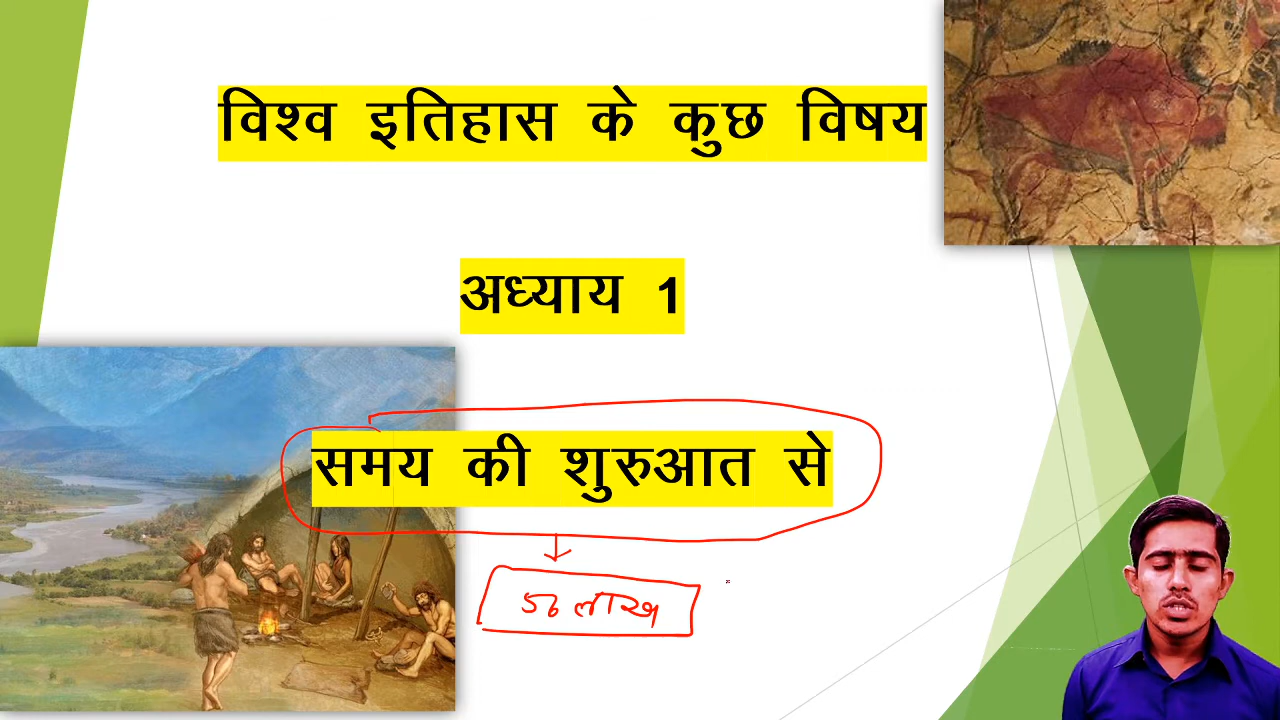 विश्व इतिहास के कुछ विषय
अध्याय 1
समय की शुरुआत से
56 लाख